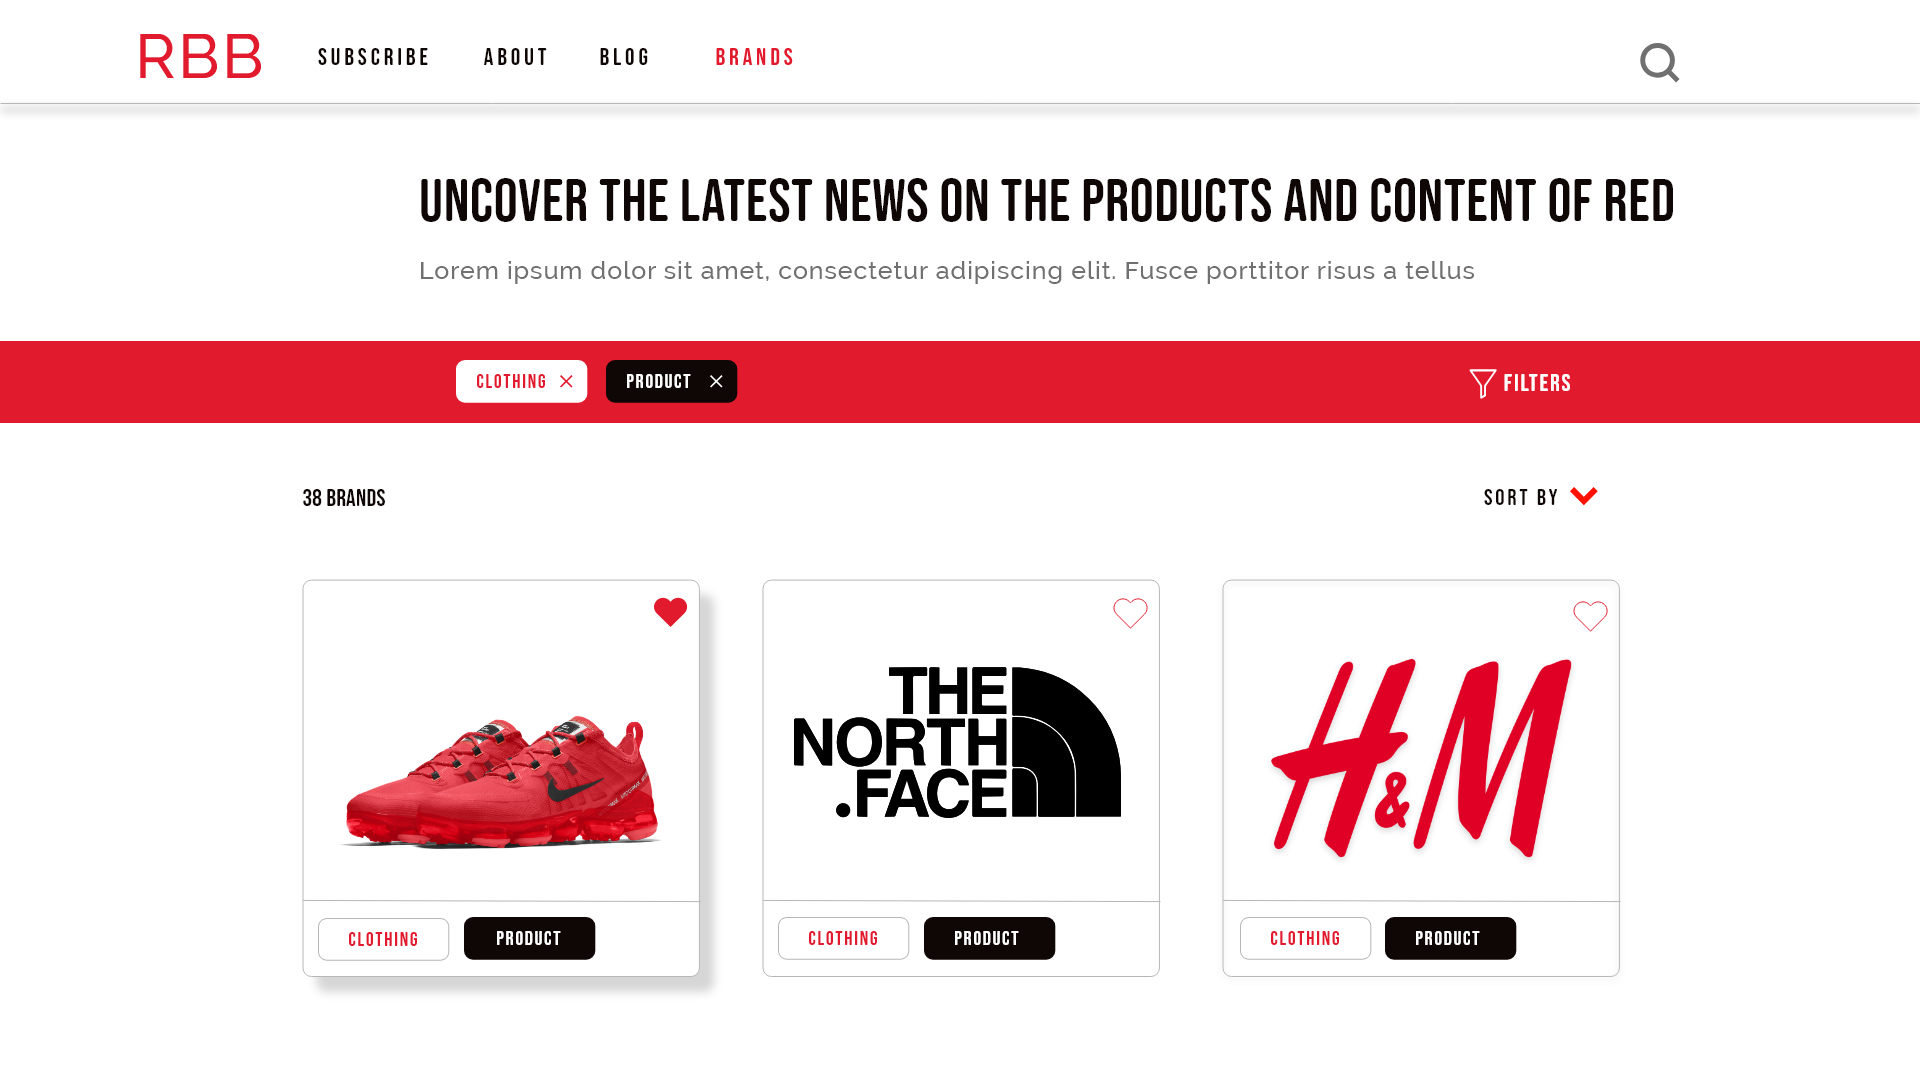 RBB
SUBSCRIBE
ABOUT
BLOG
BRANDS
UNCOVER THE LATEST NEWS ON THE PRODUCTS AND CONTENT OF RED
Lorem ipsum dolor sit amet, consectetur adipiscing elit. Fusce porttitor risus a tellus
CLOTHING
PRODUCT
FILTERS
38 BRANDS
SORT BY
THE
NORTH
FACE
H&M
CLOTHING
PRODUCT
CLOTHING
PRODUCT
CLOTHING
PRODUCT